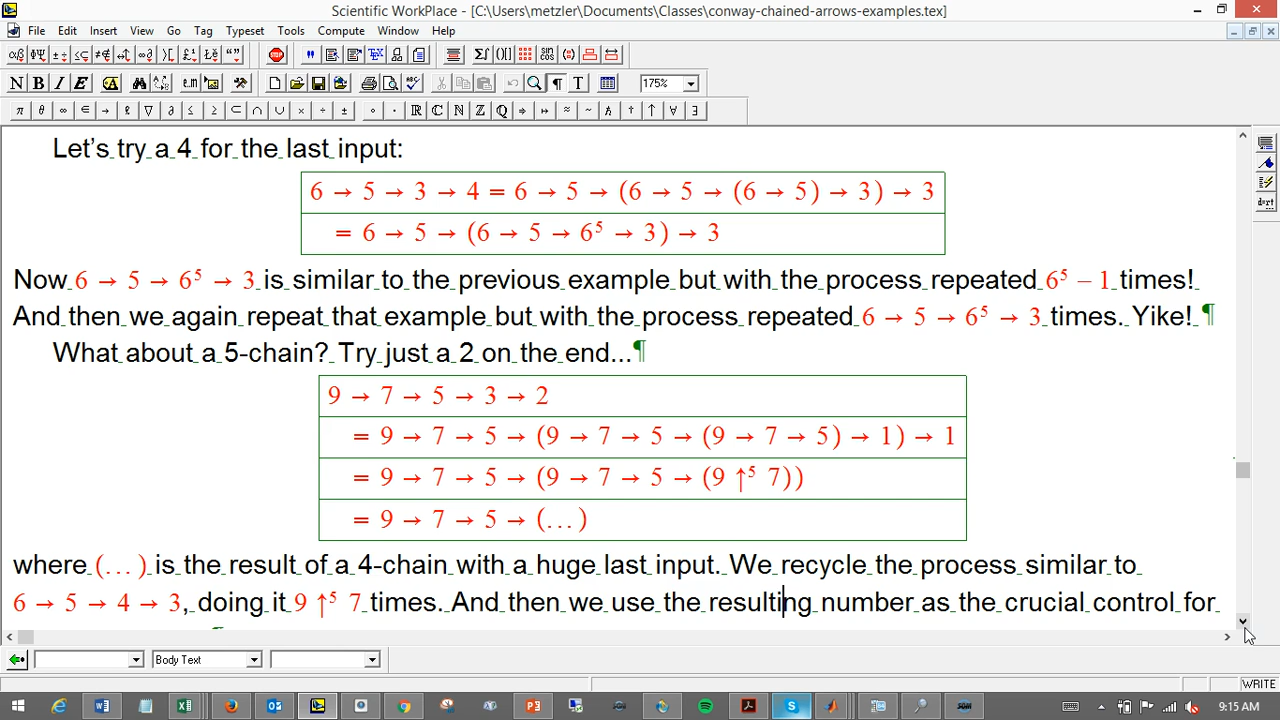 Scientific WorkPlace - [C:\Users\metzler\Documents\Classes\conway-chained-arrows-examples.tex]
File Edit Insert View Go Tag Typeset Tools Compute Window Help
175%
Let's try a 4 for the last input:
6 → 5 → 3 → 4 = 6 → 5 → (6 → 5 → (6 → 5) → 3) → 3
= 6 → 5 → (6 → 5 → 6⁵ → 3) → 3
Now 6 → 5 → 6⁵ → 3 is similar to the previous example but with the process repeated 6⁵ − 1 times!
And then we again repeat that example but with the process repeated 6 → 5 → 6⁵ → 3 times. Yike! ¶
What about a 5-chain? Try just a 2 on the end... ¶
9 → 7 → 5 → 3 → 2
= 9 → 7 → 5 → (9 → 7 → 5 → (9 → 7 → 5) → 1) → 1
= 9 → 7 → 5 → (9 → 7 → 5 → (9 ↑⁵ 7))
= 9 → 7 → 5 → (…)
where (…) is the result of a 4-chain with a huge last input. We recycle the process similar to
6 → 5 → 4 → 3, doing it 9 ↑⁵ 7 times. And then we use the resulting number as the crucial control for
Body Text
WRITE
9:15 AM